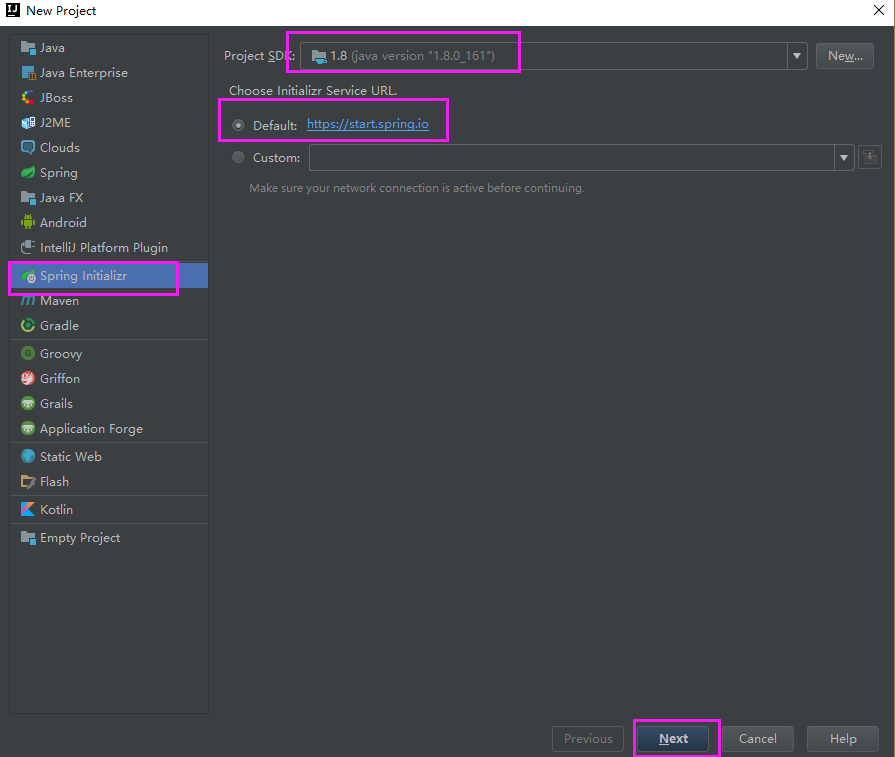 New Project
Java
Java Enterprise
JBoss
J2ME
Clouds
Spring
Java FX
Android
IntelliJ Platform Plugin
Spring Initializr
Maven
Gradle
Groovy
Griffon
Grails
Application Forge
Static Web
Flash
Kotlin
Empty Project
Project SDK: 1.8 (java version "1.8.0_161") New...
Choose Initializr Service URL.
Default: https://start.spring.io
Custom:
Make sure your network connection is active before continuing.
Previous Next Cancel Help